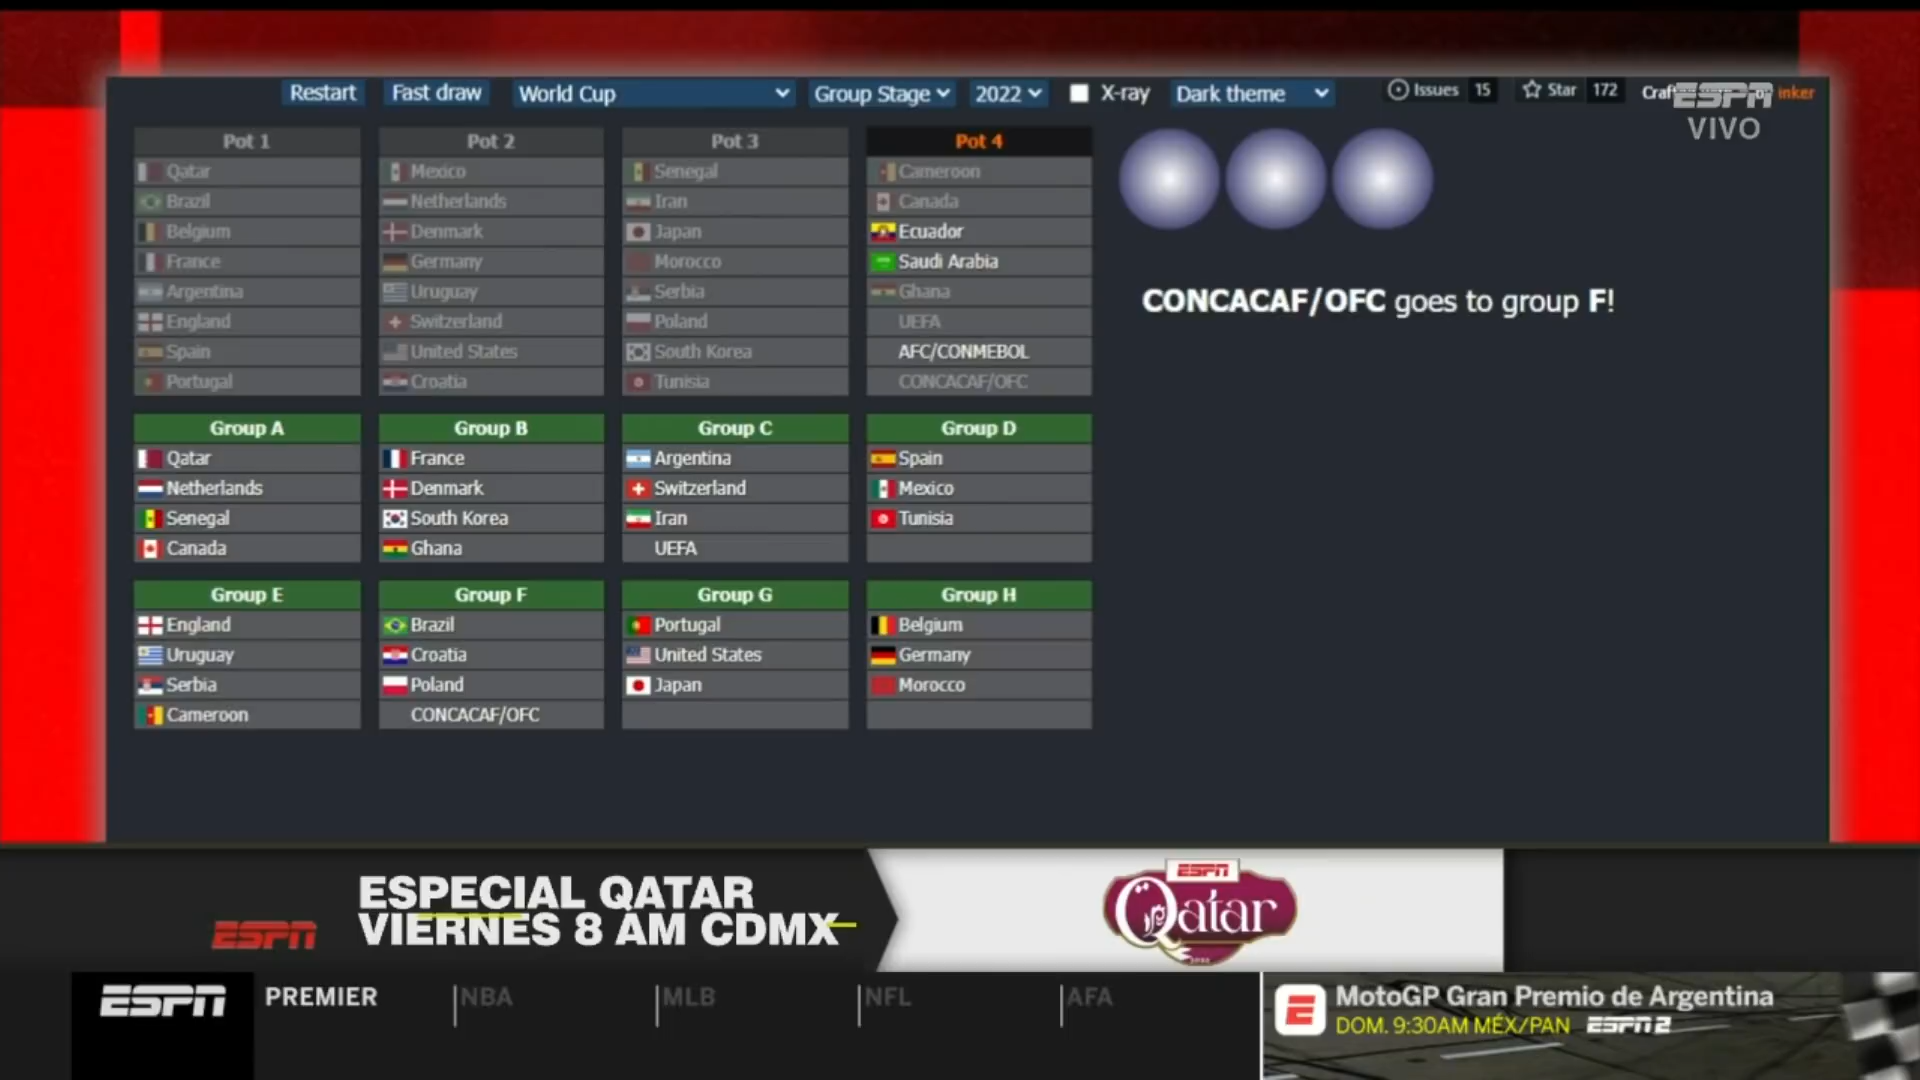 Restart Fast draw World Cup Group Stage 2022 X-ray Dark theme Issues 15 Star 172
ESPN
VIVO
Pot 1
Qatar
Brazil
Belgium
France
Argentina
England
Spain
Portugal
Pot 2
Mexico
Netherlands
Denmark
Germany
Uruguay
Switzerland
United States
Croatia
Pot 3
Senegal
Iran
Japan
Morocco
Serbia
Poland
South Korea
Tunisia
Pot 4
Cameroon
Canada
Ecuador
Saudi Arabia
Ghana
UEFA
AFC/CONMEBOL
CONCACAF/OFC
CONCACAF/OFC goes to group F!
Group A
Qatar
Netherlands
Senegal
Canada
Group B
France
Denmark
South Korea
Ghana
Group C
Argentina
Switzerland
Iran
UEFA
Group D
Spain
Mexico
Tunisia
Group E
England
Uruguay
Serbia
Cameroon
Group F
Brazil
Croatia
Poland
CONCACAF/OFC
Group G
Portugal
United States
Japan
Group H
Belgium
Germany
Morocco
ESPN
ESPECIAL QATAR
VIERNES 8 AM CDMX
ESPN
Qatar
2022
ESPN PREMIER NBA MLB NFL AFA
E
MotoGP Gran Premio de Argentina
DOM. 9:30AM MÉX/PAN ESPN 2